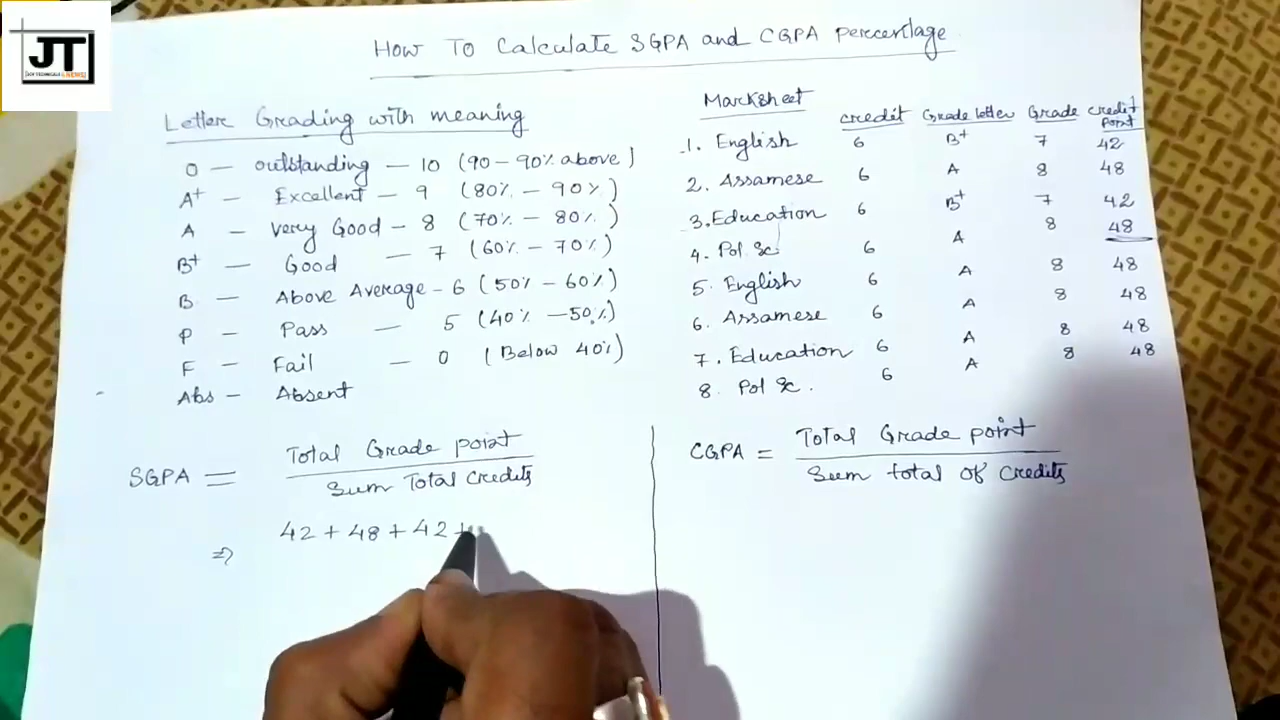 JT
How To Calculate SGPA and CGPA percentage
Letter Grading with meaning
O — outstanding — 10 (90 - 90% above)
A+ — Excellent — 9 (80% - 90%)
A — Very Good - 8 (70% - 80%)
B+ — Good — 7 (60% - 70%)
B — Above Average - 6 (50% - 60%)
P — Pass — 5 (40% - 50%)
F — Fail — 0 (Below 40%)
Abs — Absent
Marksheet
credit Grade letter Grade credit point
1. English 6 B+ 7 42
2. Assamese 6 A 8 48
3. Education 6 B+ 7 42
4. Pol Sc 6 A 8 48
5. English 6 A 8 48
6. Assamese 6 A 8 48
7. Education 6 A 8 48
8. Pol Sc. 6 A 8 48
SGPA = Total Grade point
Sum Total Credits
⇒ 42 + 48 + 42 +
CGPA = Total Grade point
Sum total of Credits